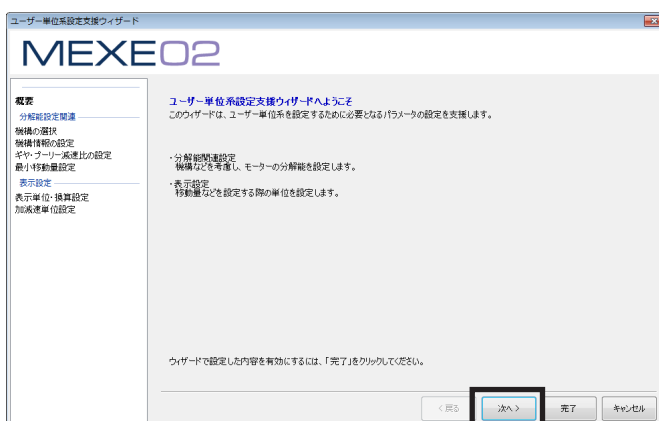 ユーザー単位系設定支援ウィザード
MEXE02
概要
分解能設定関連
機構の選択
機構情報の設定
ギヤ・プーリー減速比の設定
最小移動量設定
表示設定
表示単位・換算設定
加減速単位設定
ユーザー単位系設定支援ウィザードへようこそ
このウィザードは、ユーザー単位系を設定するために必要となるパラメータの設定を支援します。
・分解能関連設定
機構などを考慮し、モーターの分解能を設定します。
・表示設定
移動量などを設定する際の単位を設定します。
ウィザードで設定した内容を有効にするには、「完了」をクリックしてください。
< 戻る
次へ >
完了
キャンセル